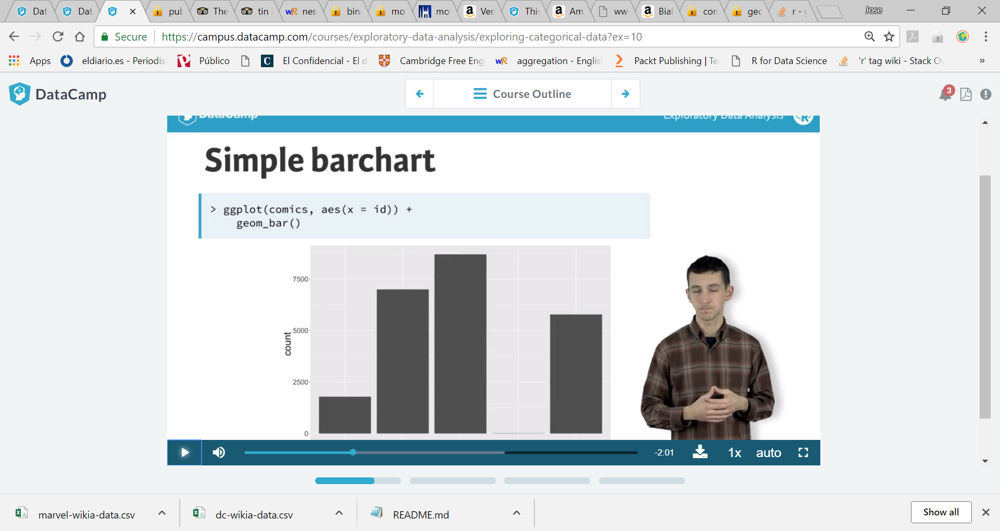 Dat
Dat
pub
The
tin
nes
bin
mo
mo
Ver
This
Am
ww
Bial
con
geo
r - g
Jose
Secure
https://campus.datacamp.com/courses/exploratory-data-analysis/exploring-categorical-data?ex=10
Apps
eldiario.es - Periodis
Público
El Confidencial - El d
Cambridge Free Eng
aggregation - Englis
Packt Publishing | Te
R for Data Science
'r' tag wiki - Stack Ov
»
DataCamp
Course Outline
3
DataCamp
Exploratory Data Analysis
R
Simple barchart
> ggplot(comics, aes(x = id)) +
geom_bar()
7500
5000
2500
0
count
-2:01
1x
auto
marvel-wikia-data.csv
dc-wikia-data.csv
README.md
Show all